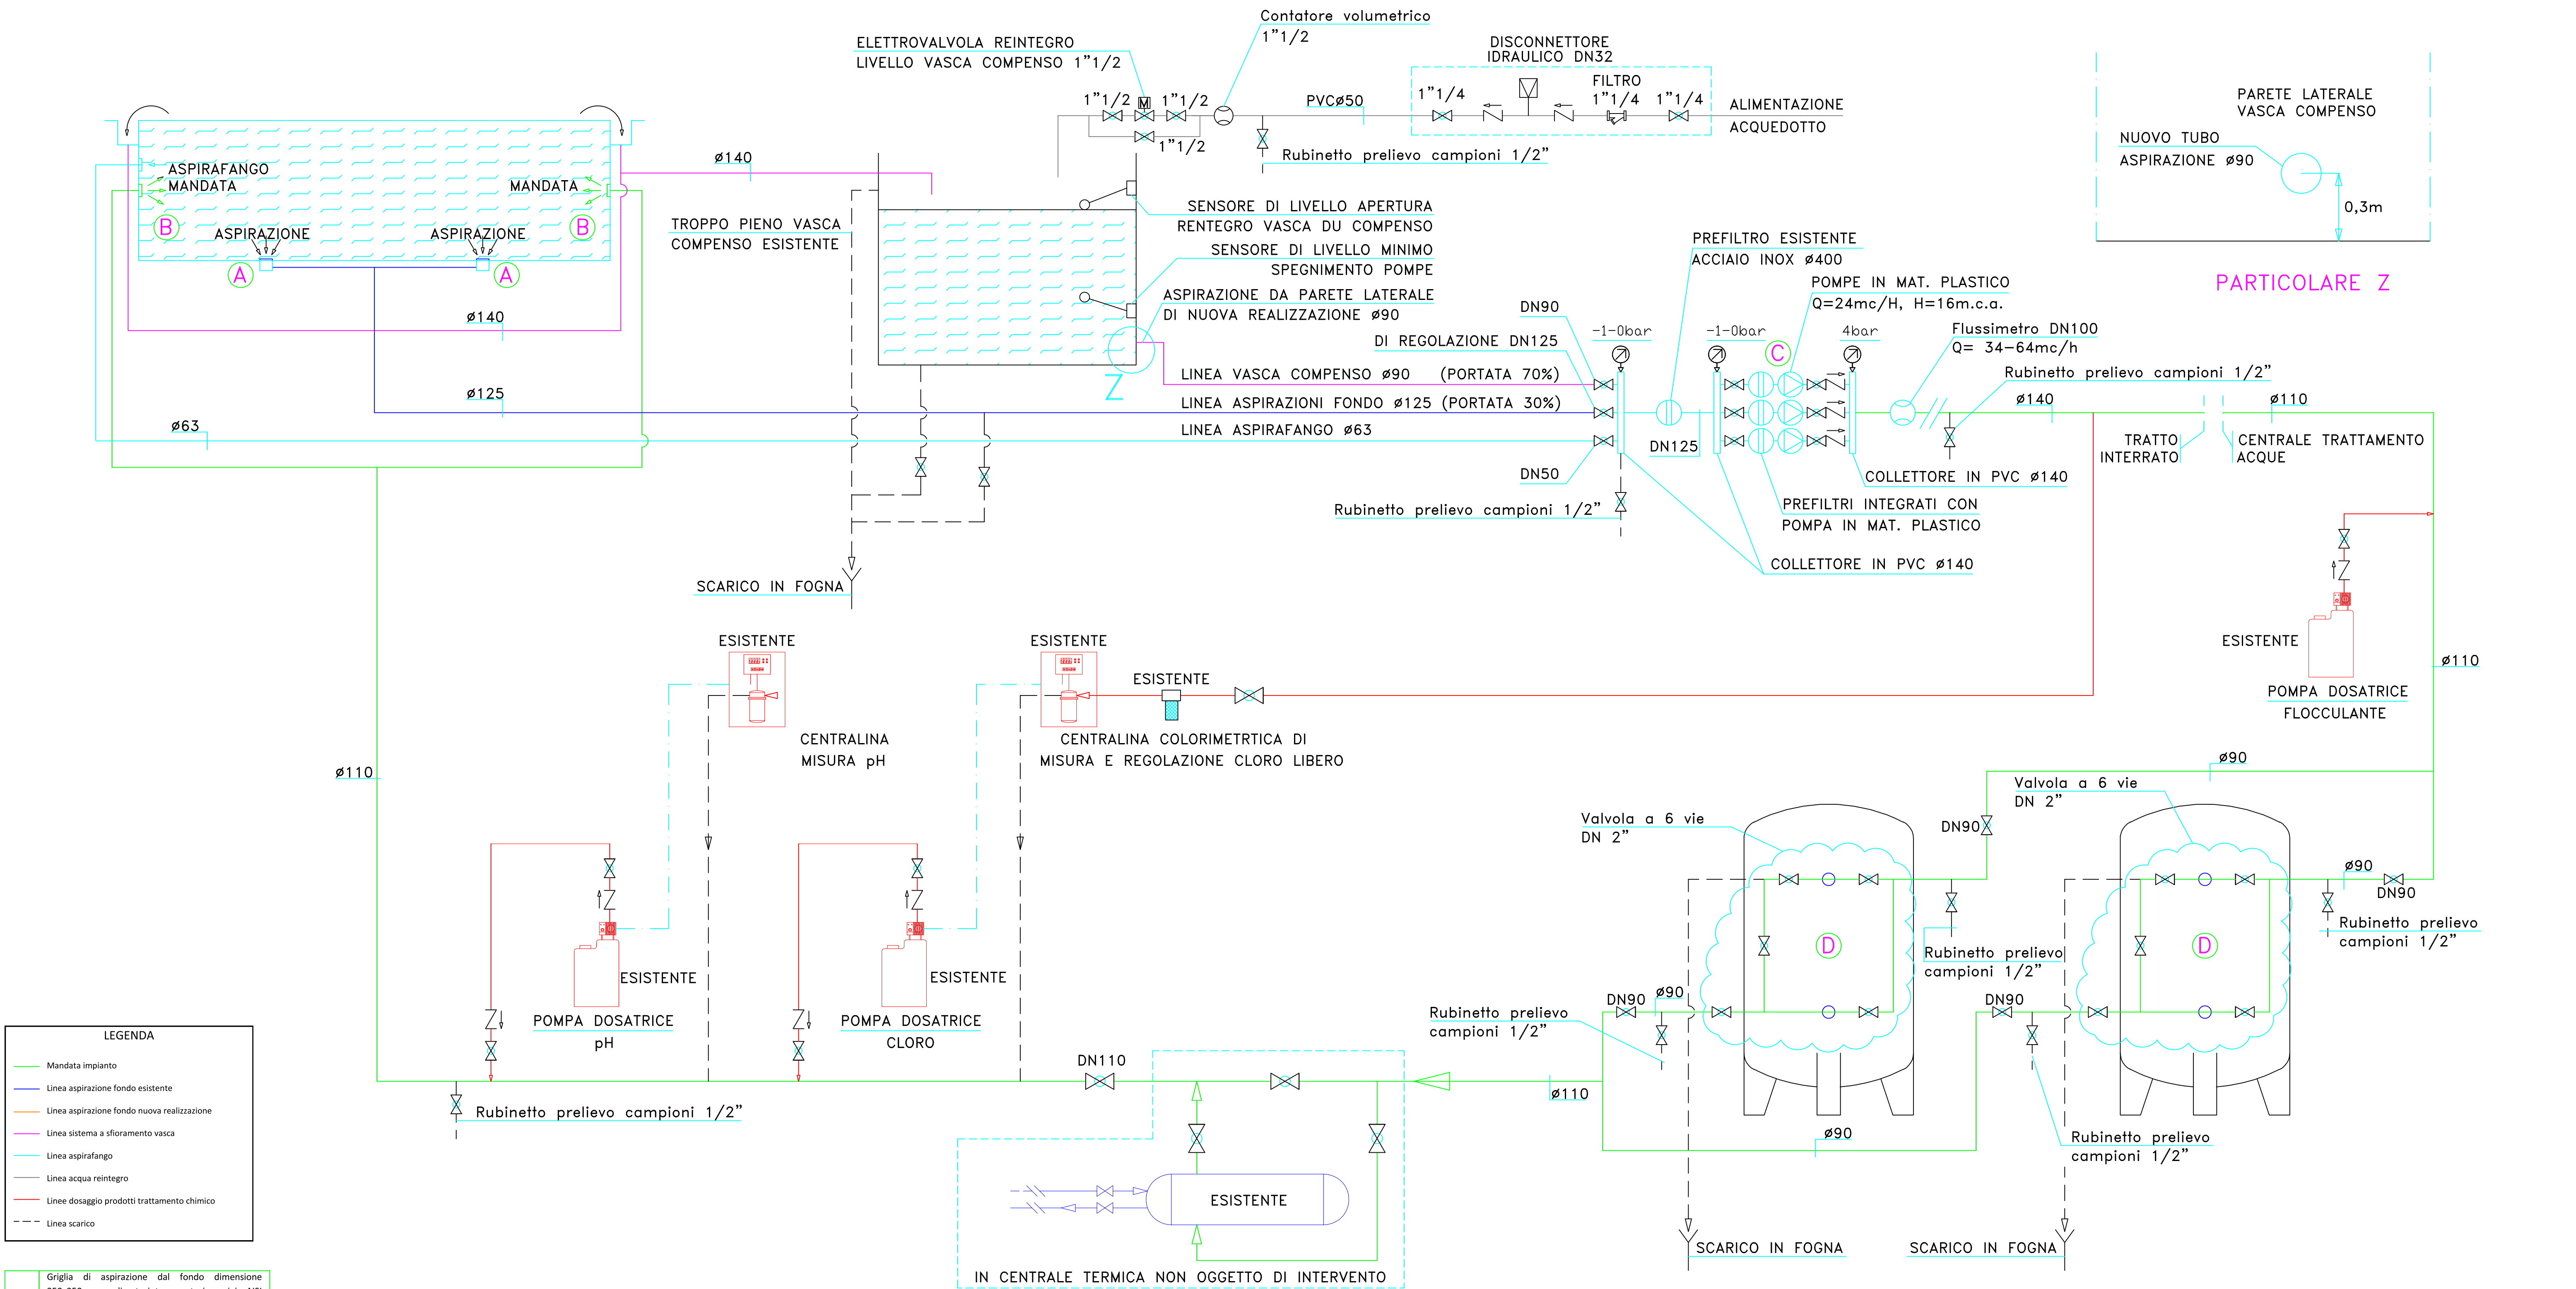 Contatore volumetrico
1"1/2
ELETTROVALVOLA REINTEGRO
LIVELLO VASCA COMPENSO 1"1/2
DISCONNETTORE
IDRAULICO DN32
FILTRO
1"1/2
M
1"1/2
1"1/2
PVCø50
1"1/4
1"1/4
1"1/4
ALIMENTAZIONE
ACQUEDOTTO
Rubinetto prelievo campioni 1/2"
PARETE LATERALE
VASCA COMPENSO
NUOVO TUBO
ASPIRAZIONE ø90
0,3m
PARTICOLARE Z
ASPIRAFANGO
MANDATA
MANDATA
B
B
ASPIRAZIONE
ASPIRAZIONE
A
A
ø140
ø140
ø125
ø63
TROPPO PIENO VASCA
COMPENSO ESISTENTE
SENSORE DI LIVELLO APERTURA
RENTEGRO VASCA DU COMPENSO
SENSORE DI LIVELLO MINIMO
SPEGNIMENTO POMPE
ASPIRAZIONE DA PARETE LATERALE
DI NUOVA REALIZZAZIONE ø90
Z
PREFILTRO ESISTENTE
ACCIAIO INOX ø400
POMPE IN MAT. PLASTICO
Q=24mc/H, H=16m.c.a.
DN90
DI REGOLAZIONE DN125
-1-0bar
-1-0bar
4bar
C
Flussimetro DN100
Q= 34-64mc/h
Rubinetto prelievo campioni 1/2"
LINEA VASCA COMPENSO ø90 (PORTATA 70%)
LINEA ASPIRAZIONI FONDO ø125 (PORTATA 30%)
LINEA ASPIRAFANGO ø63
ø140
ø110
DN125
DN50
TRATTO
INTERRATO
CENTRALE TRATTAMENTO
ACQUE
COLLETTORE IN PVC ø140
PREFILTRI INTEGRATI CON
POMPA IN MAT. PLASTICO
Rubinetto prelievo campioni 1/2"
COLLETTORE IN PVC ø140
SCARICO IN FOGNA
ESISTENTE
ESISTENTE
ESISTENTE
CENTRALINA
MISURA pH
CENTRALINA COLORIMETRTICA DI
MISURA E REGOLAZIONE CLORO LIBERO
ESISTENTE
POMPA DOSATRICE
FLOCCULANTE
ø110
ø110
ø90
Valvola a 6 vie
DN 2"
Valvola a 6 vie
DN 2"
DN90
ø90
DN90
D
D
Rubinetto prelievo
campioni 1/2"
Rubinetto prelievo
campioni 1/2"
ESISTENTE
ESISTENTE
POMPA DOSATRICE
pH
POMPA DOSATRICE
CLORO
DN90
ø90
DN90
Rubinetto prelievo
campioni 1/2"
DN110
ø110
ø90
Rubinetto prelievo
campioni 1/2"
Rubinetto prelievo campioni 1/2"
ESISTENTE
IN CENTRALE TERMICA NON OGGETTO DI INTERVENTO
SCARICO IN FOGNA
SCARICO IN FOGNA
LEGENDA
Mandata impianto
Linea aspirazione fondo esistente
Linea aspirazione fondo nuova realizzazione
Linea sistema a sfioramento vasca
Linea aspirafango
Linea acqua reintegro
Linee dosaggio prodotti trattamento chimico
Linea scarico
Griglia di aspirazione dal fondo dimensione